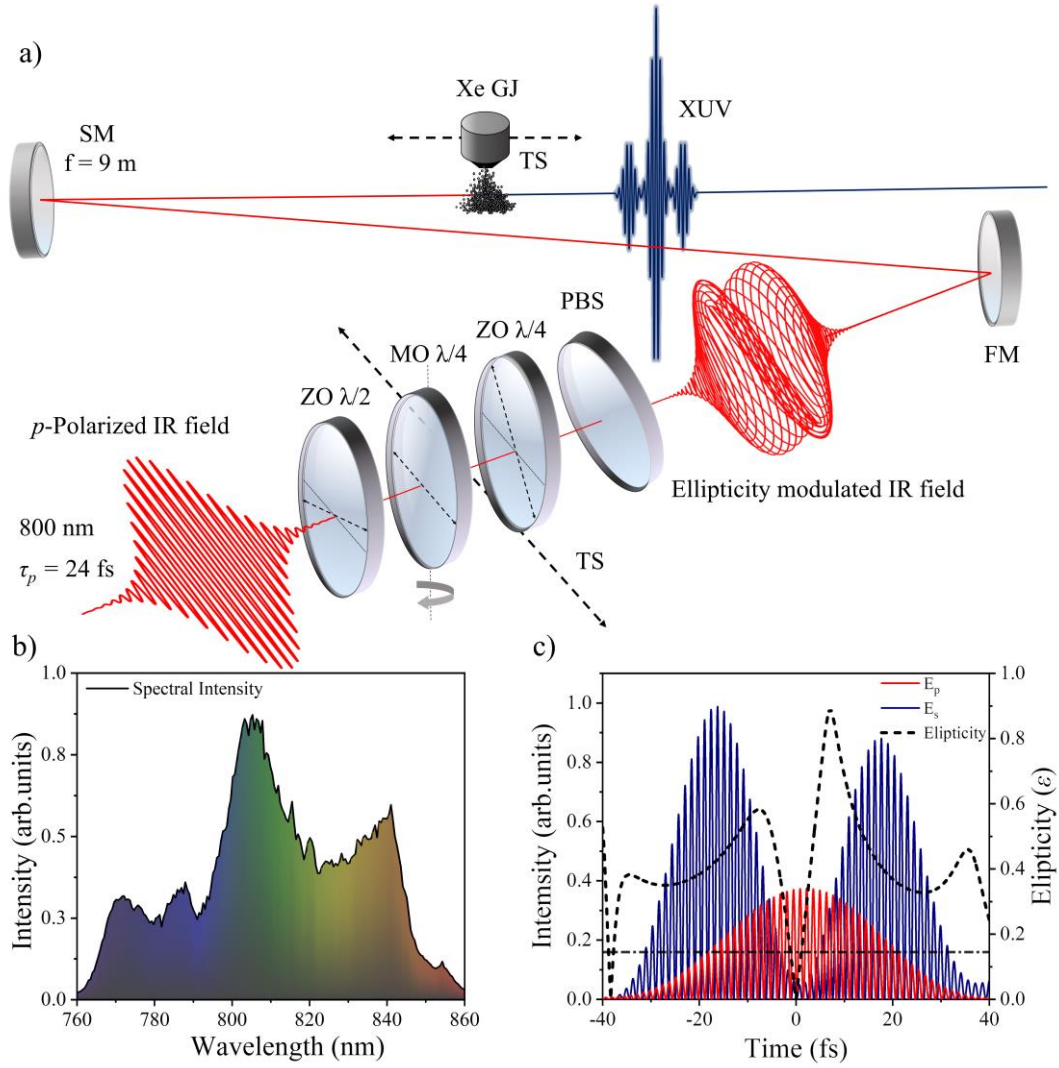 a)
Xe GJ
XUV
SM
f = 9 m
TS
PBS
ZO λ/4
MO λ/4
FM
ZO λ/2
p-Polarized IR field
Ellipticity modulated IR field
800 nm
τp = 24 fs
TS
b)
Spectral Intensity
Intensity (arb.units)
1.0
0.8
0.5
0.3
0.0
760
780
800
820
840
860
Wavelength (nm)
c)
Ep
Es
Elipticity
Intensity (arb.units)
1.0
0.8
0.6
0.4
0.2
0.0
1.0
0.8
0.6
0.4
0.2
0.0
Elipticity (ε)
-40
-20
0
20
40
Time (fs)